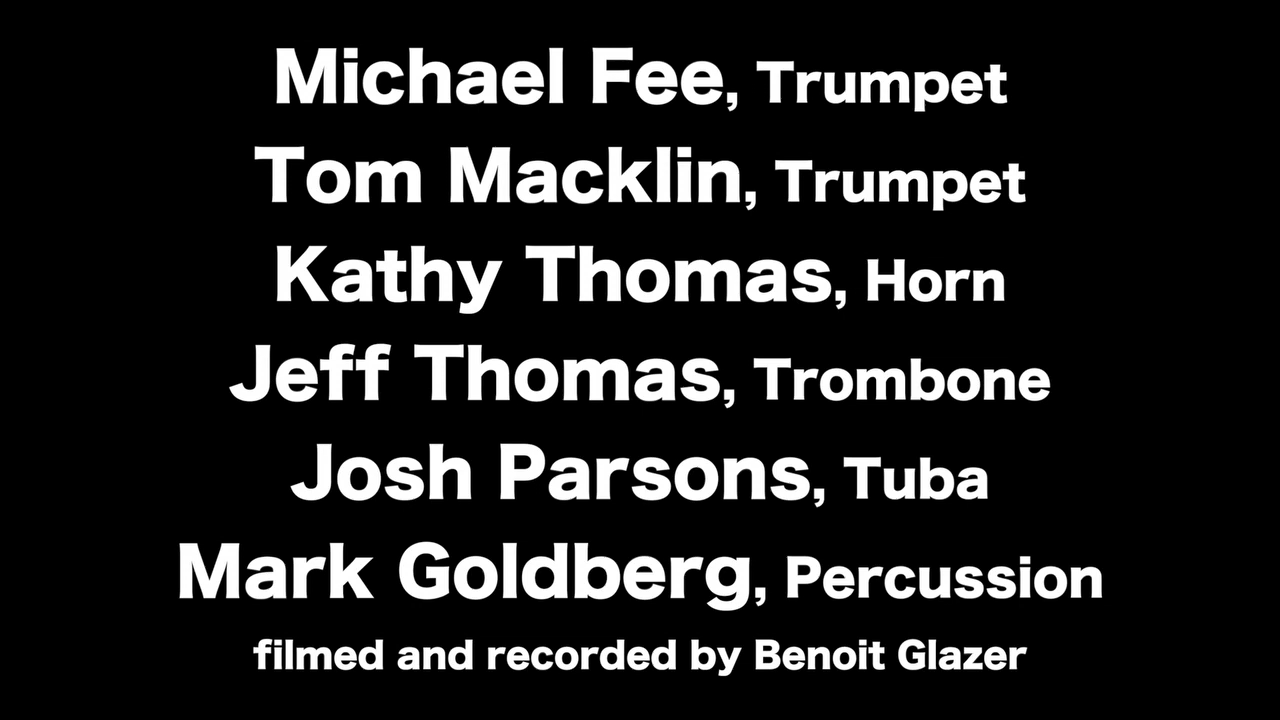 Michael Fee, Trumpet
Tom Macklin, Trumpet
Kathy Thomas, Horn
Jeff Thomas, Trombone
Josh Parsons, Tuba
Mark Goldberg, Percussion
filmed and recorded by Benoit Glazer